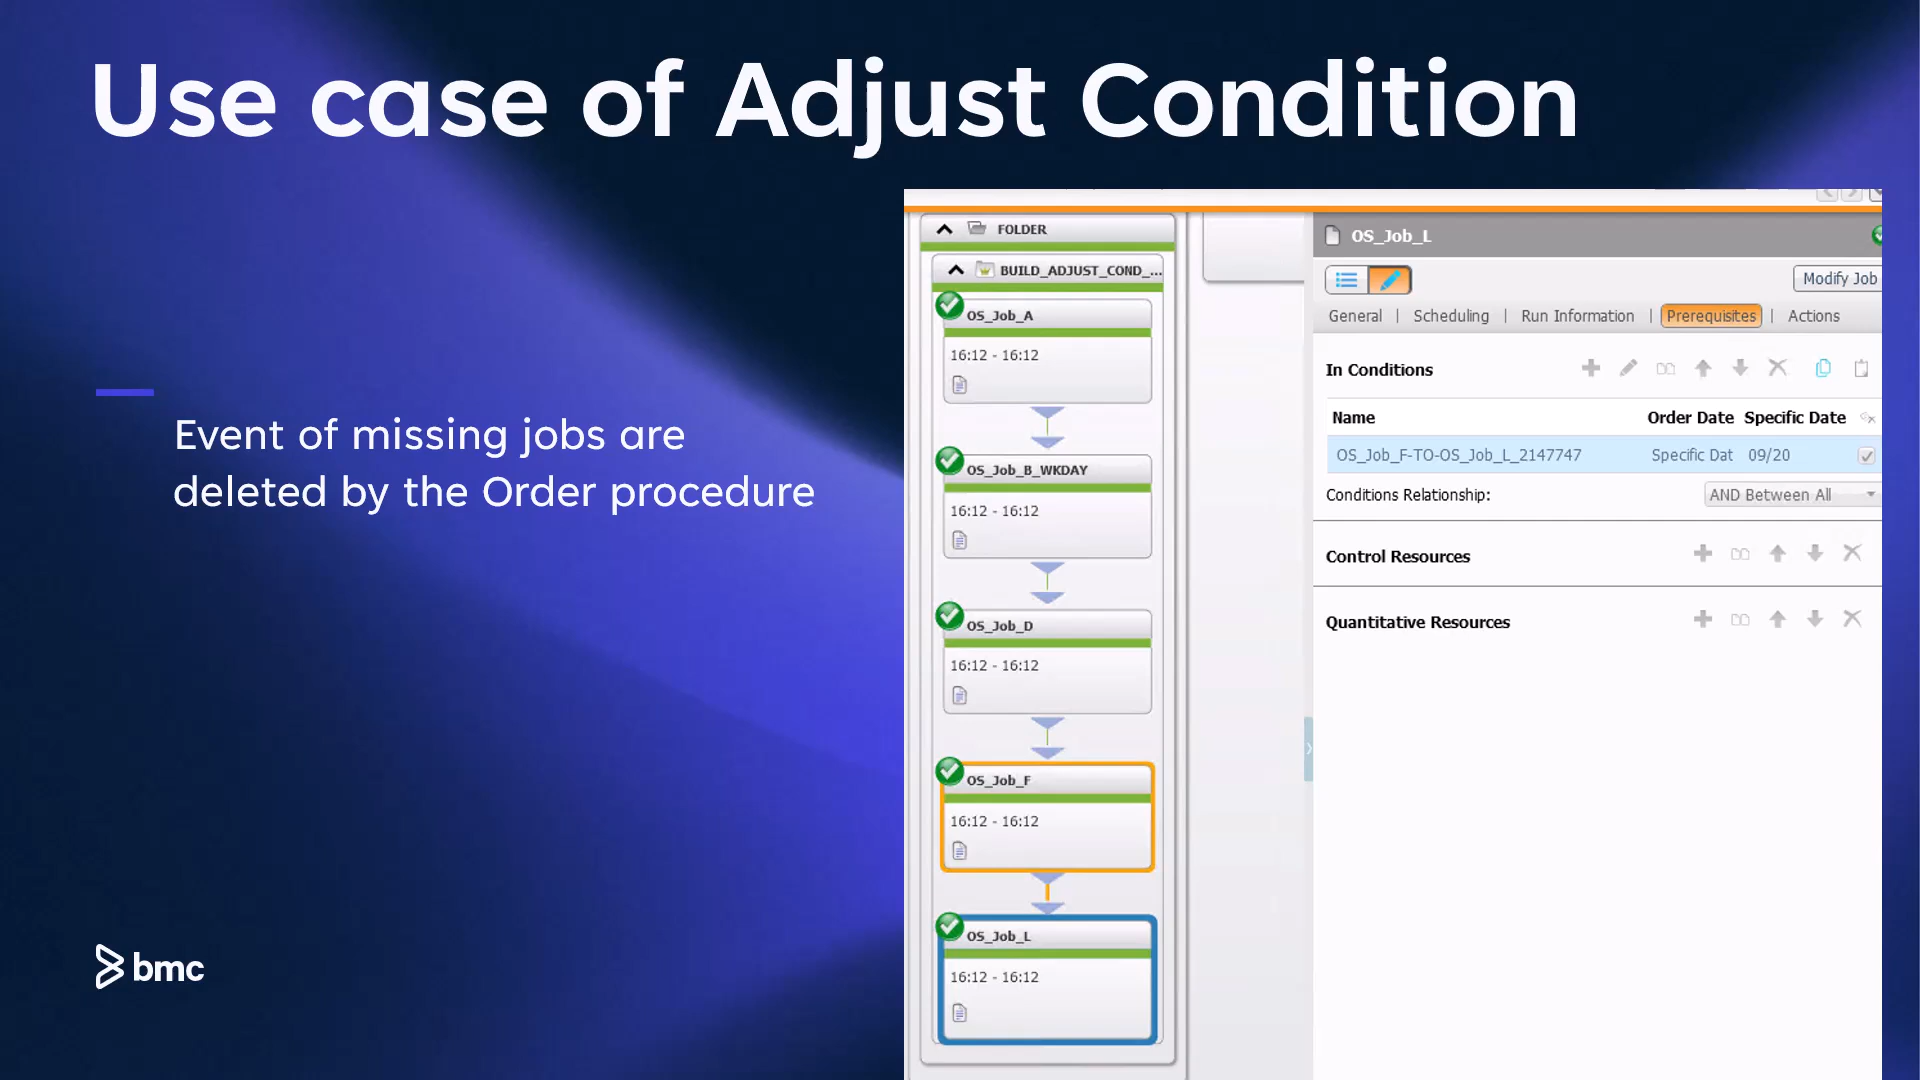 Use case of Adjust Condition
Event of missing jobs are
deleted by the Order procedure
bmc
FOLDER
BUILD_ADJUST_COND_...
OS_Job_A
16:12 - 16:12
OS_Job_B_WKDAY
16:12 - 16:12
OS_Job_D
16:12 - 16:12
OS_Job_F
16:12 - 16:12
OS_Job_L
16:12 - 16:12
OS_Job_L
Modify Job
General | Scheduling | Run Information | Prerequisites | Actions
In Conditions
Name Order Date Specific Date
OS_Job_F-TO-OS_Job_L_2147747 Specific Dat 09/20
Conditions Relationship: AND Between All
Control Resources
Quantitative Resources